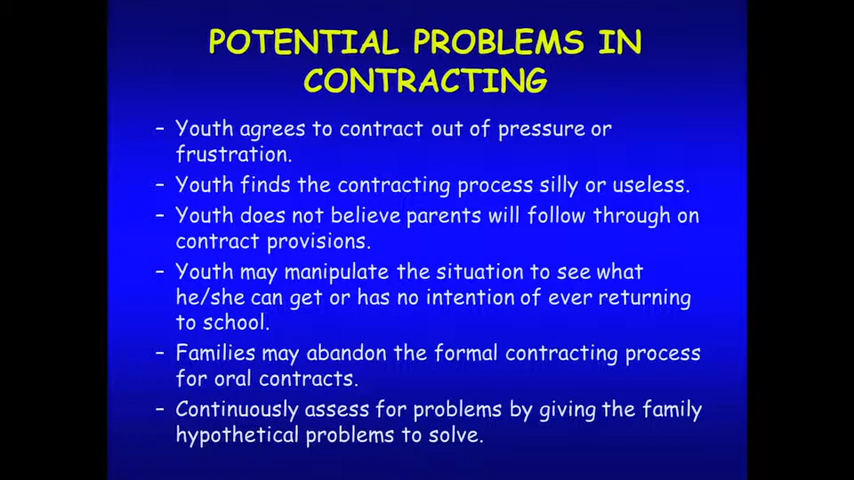 POTENTIAL PROBLEMS IN
CONTRACTING
– Youth agrees to contract out of pressure or
frustration.
– Youth finds the contracting process silly or useless.
– Youth does not believe parents will follow through on
contract provisions.
– Youth may manipulate the situation to see what
he/she can get or has no intention of ever returning
to school.
– Families may abandon the formal contracting process
for oral contracts.
– Continuously assess for problems by giving the family
hypothetical problems to solve.